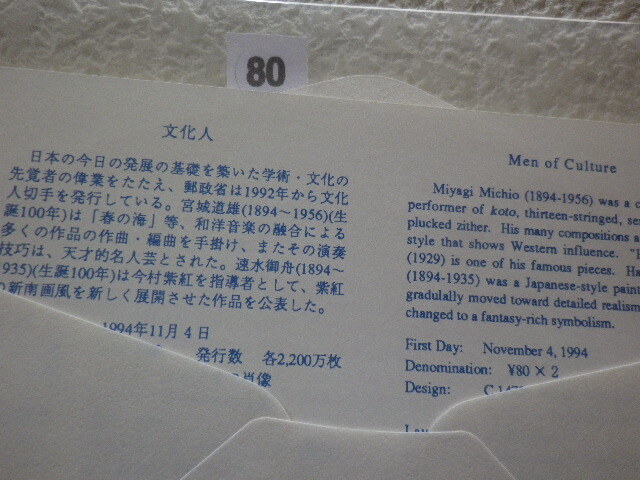 80
文化人
日本の今日の発展の基礎を築いた学術・文化の
先覚者の偉業をたたえ、郵政省は1992年から文化
人切手を発行している。宮城道雄(1894〜1956)(生
誕100年)は「春の海」等、和洋音楽の融合による
多くの作品の作曲・編曲を手掛け、またその演奏
技巧は、天才的名人芸とされた。速水御舟(1894〜
1935)(生誕100年)は今村紫紅を指導者として、紫紅
の新南画風を新しく展開させた作品を公表した。
1994年11月4日
発行数 各2,200万枚
肖像
Men of Culture
Miyagi Michio (1894-1956) was a
performer of koto, thirteen-stringed,
plucked zither. His many compositions
style that shows Western influence.
(1929) is one of his famous pieces.
(1894-1935) was a Japanese-style
gradulally moved toward detailed realism
changed to a fantasy-rich symbolism.
First Day: November 4, 1994
Denomination: ¥80 × 2
Design: